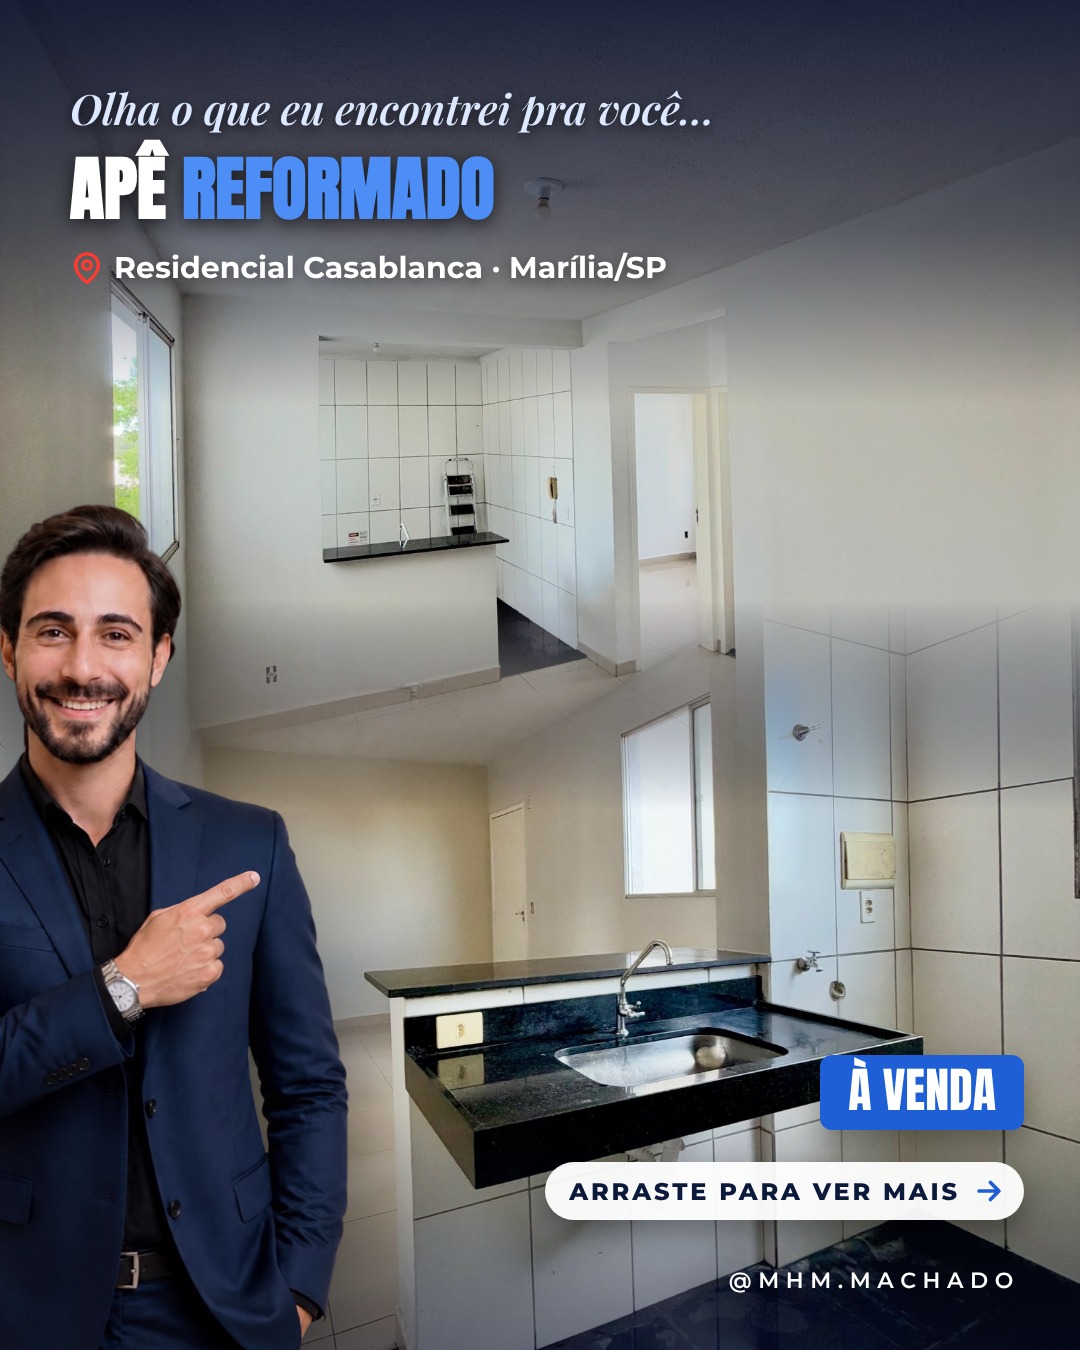 Olha o que eu encontrei pra você...
APÊ REFORMADO
Residencial Casablanca · Marília/SP
À VENDA
ARRASTE PARA VER MAIS →
@MHM.MACHADO